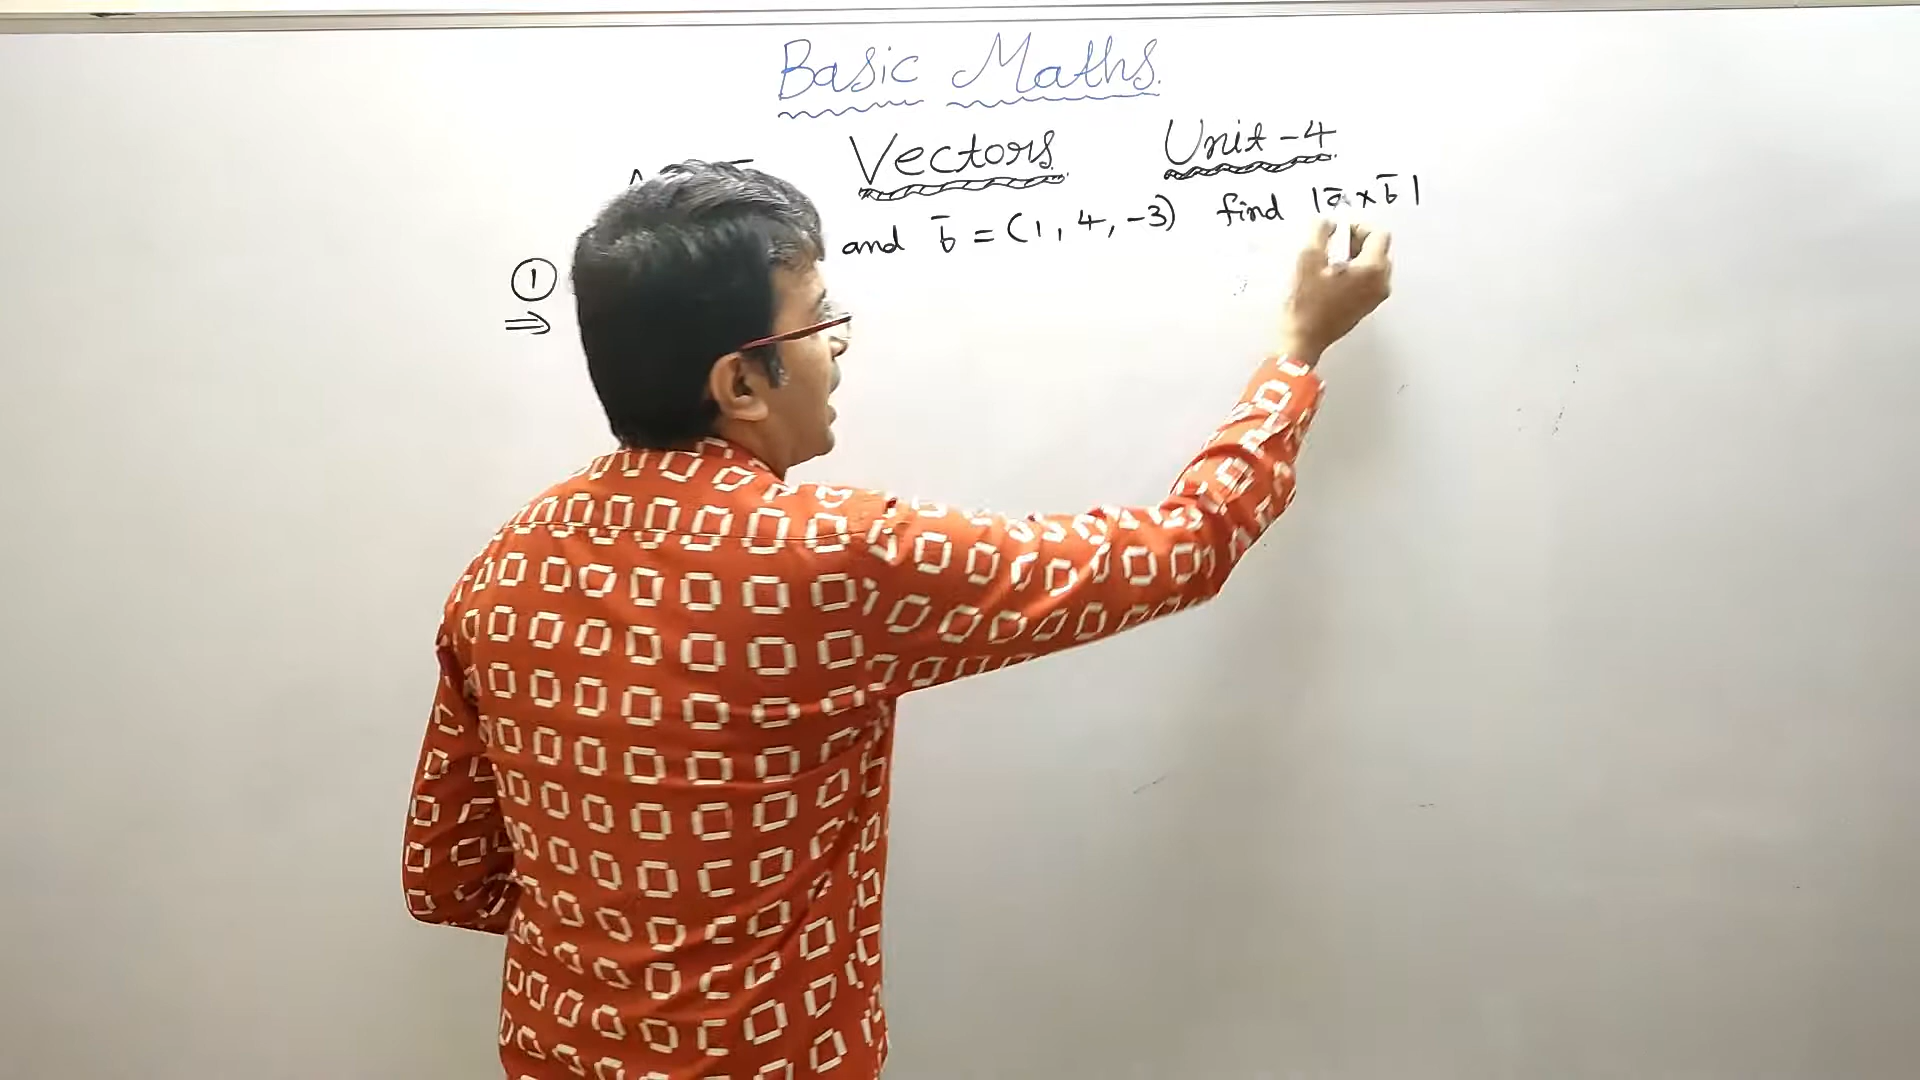 Basic Maths.
Vectors Unit-4
① and b̄ = (1, 4, -3) find |ā × b̄|
⇒